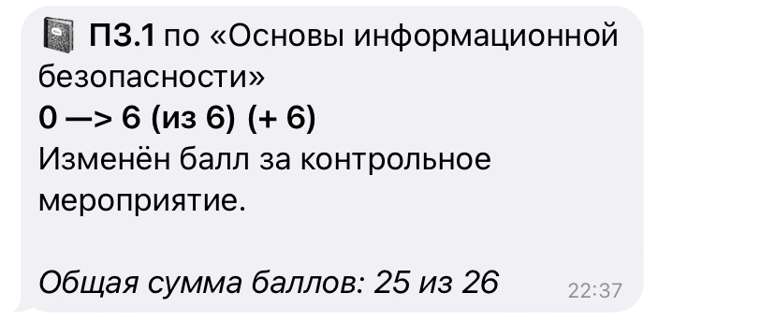 ПЗ.1 по «Основы информационной
безопасности»
0 —> 6 (из 6) (+ 6)
Изменён балл за контрольное
мероприятие.
Общая сумма баллов: 25 из 26
22:37